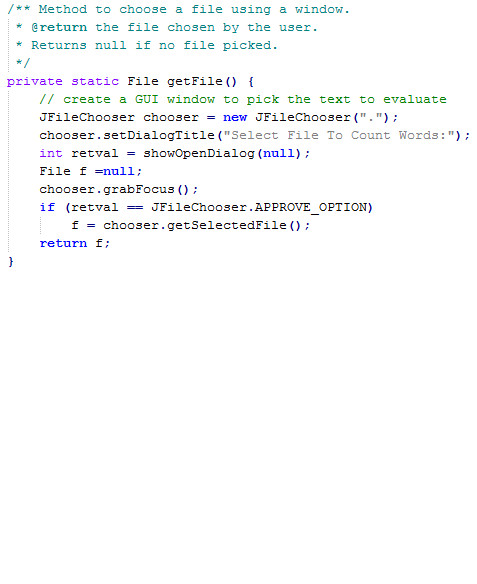 /** Method to choose a file using a window.
 * @return the file chosen by the user.
 * Returns null if no file picked.
 */
private static File getFile() {
    // create a GUI window to pick the text to evaluate
    JFileChooser chooser = new JFileChooser(".");
    chooser.setDialogTitle("Select File To Count Words:");
    int retval = showOpenDialog(null);
    File f =null;
    chooser.grabFocus();
    if (retval == JFileChooser.APPROVE_OPTION)
        f = chooser.getSelectedFile();
    return f;
}